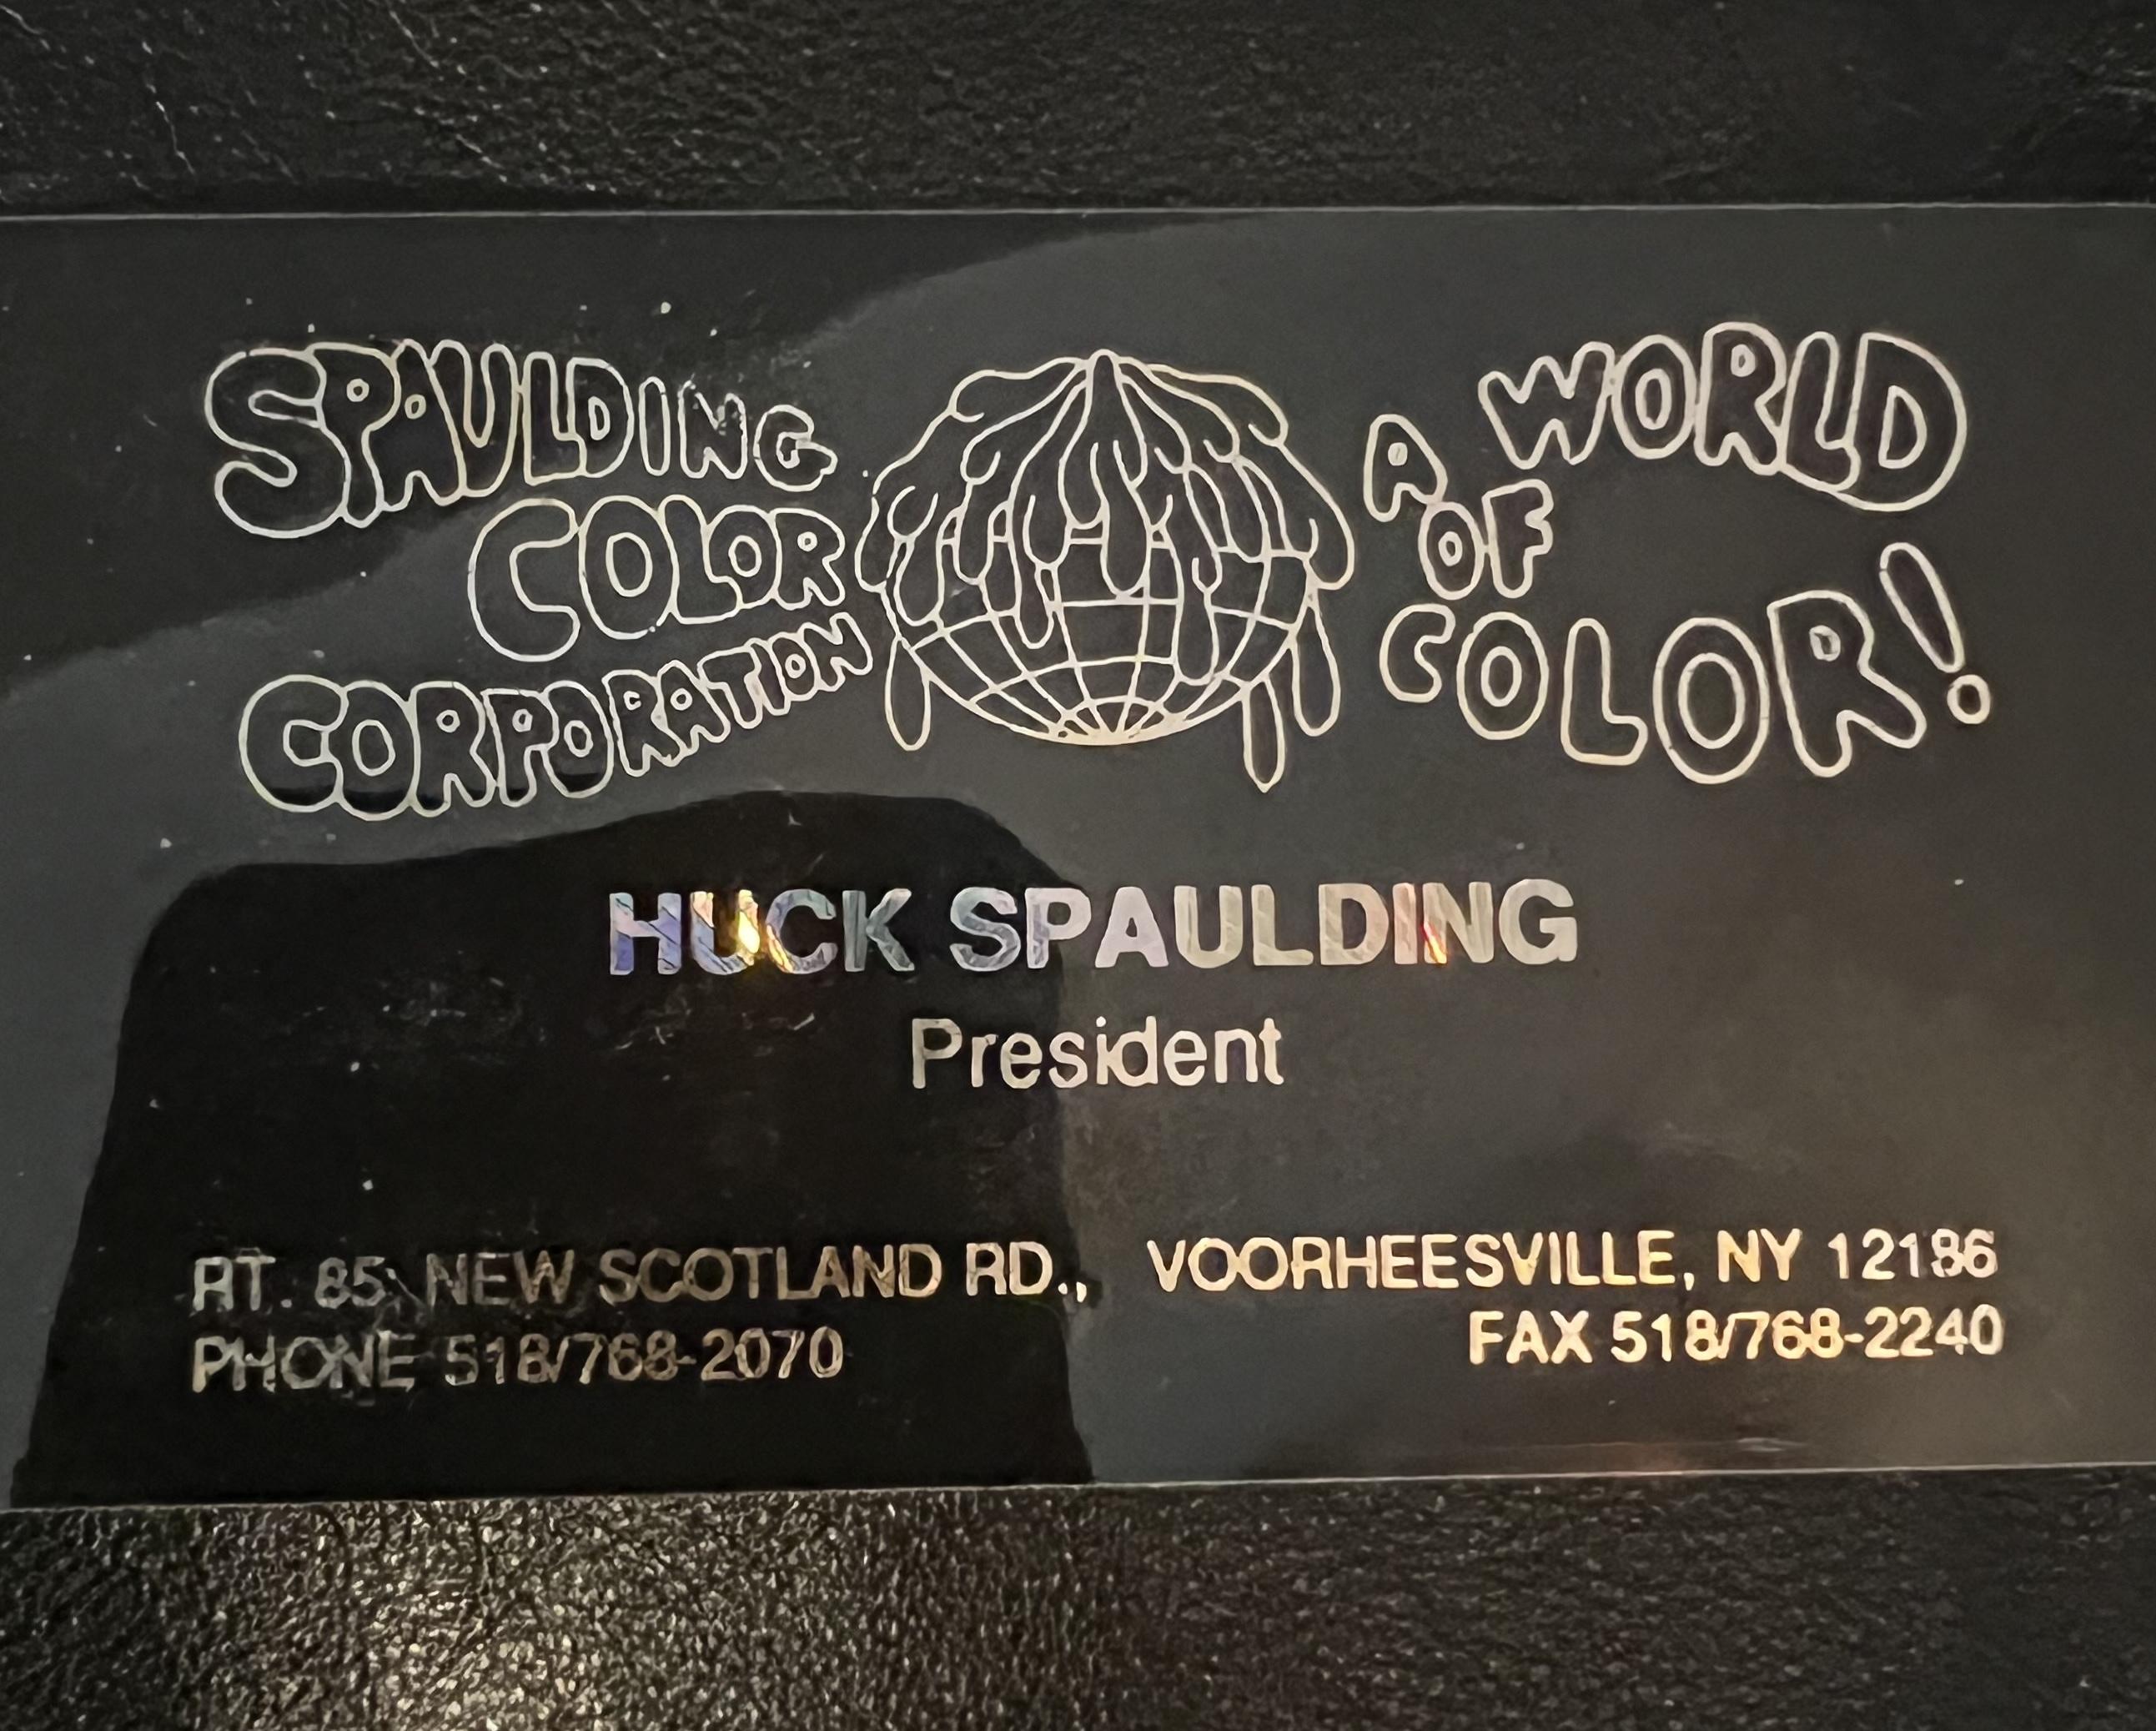 SPAULDING
COLOR
CORPORATION
A WORLD
OF
COLOR!
HUCK SPAULDING
President
RT. 85, NEW SCOTLAND RD., VOORHEESVILLE, NY 12186
PHONE 518/768-2070 FAX 518/768-2240